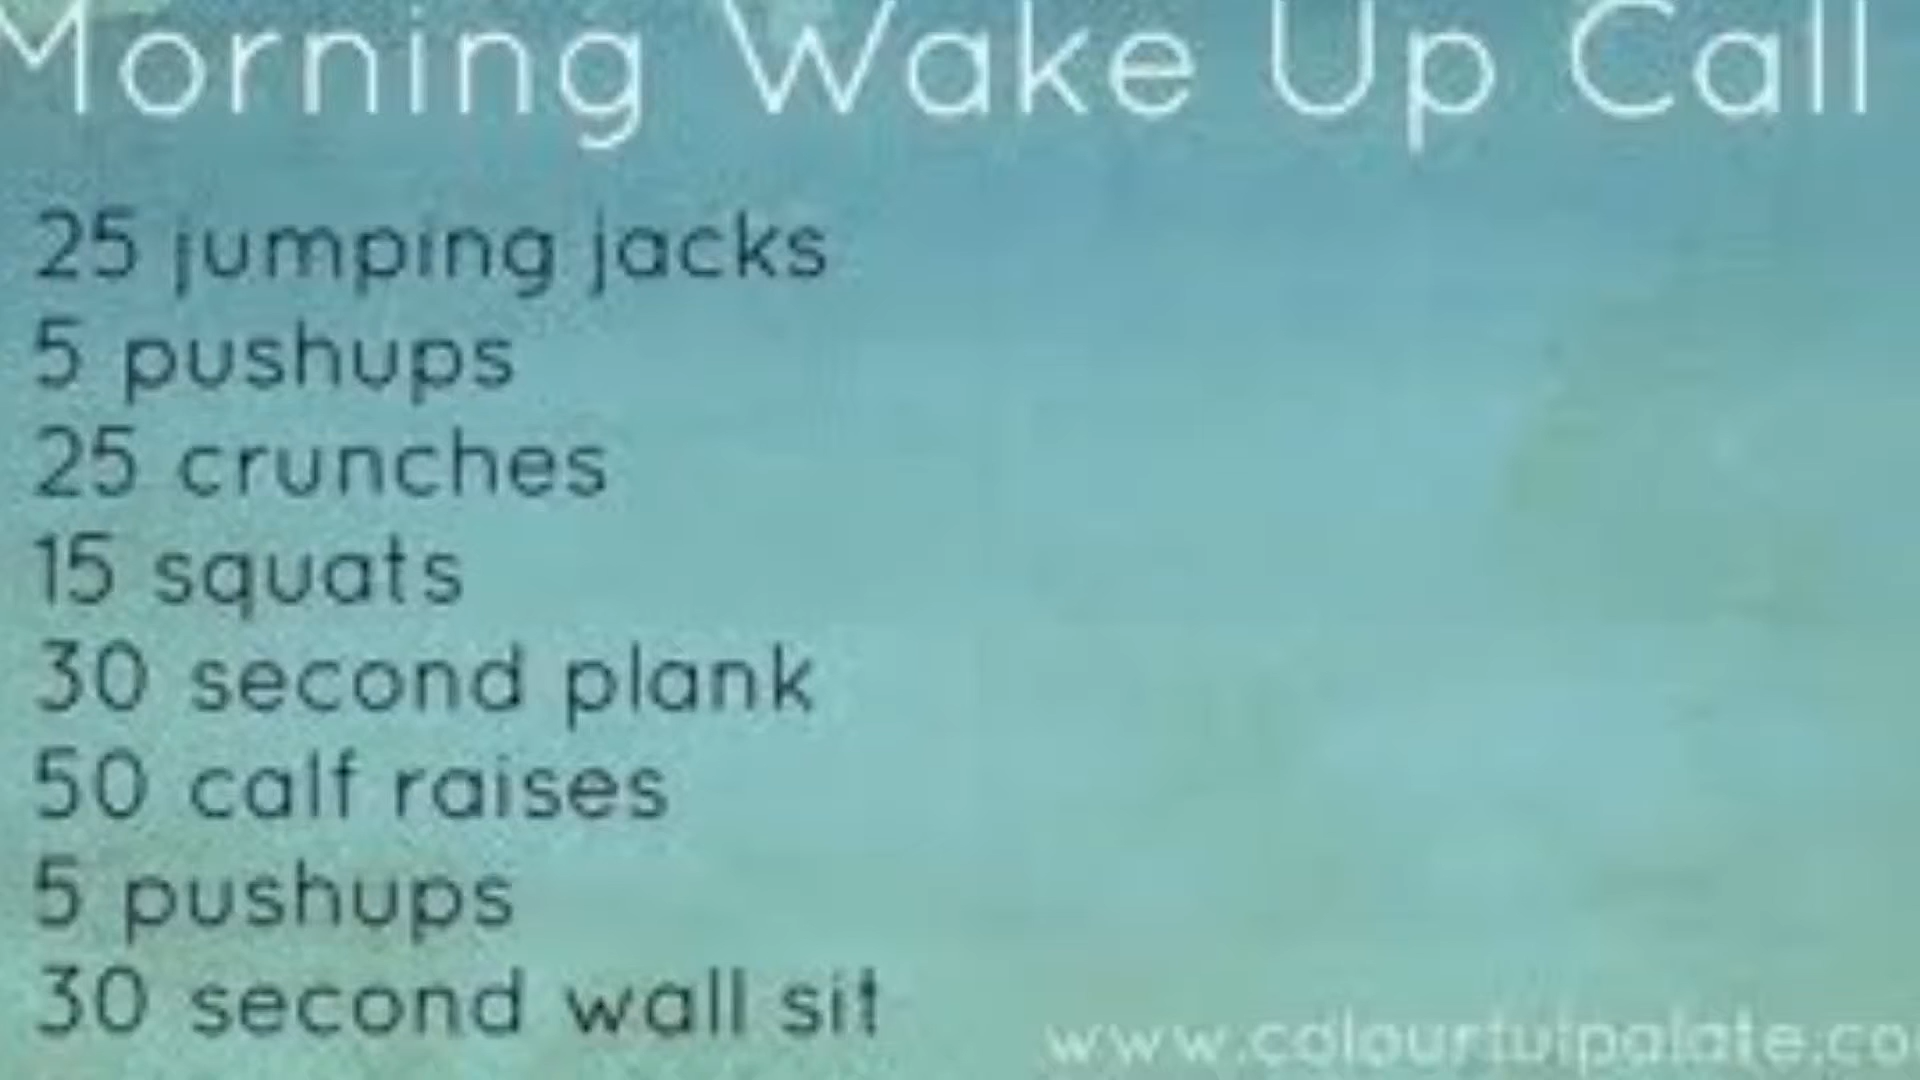 Morning Wake Up Call
25 jumping jacks
5 pushups
25 crunches
15 squats
30 second plank
50 calf raises
5 pushups
30 second wall sit